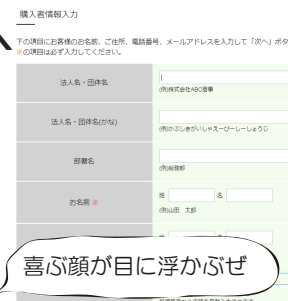 購入者情報入力
下の項目にお客様のお名前、ご住所、電話番号、メールアドレスを入力して「次へ」ボタ
※の項目は必ず入力してください。
法人名・団体名
(例)株式会社ABC商事
法人名・団体名(かな)
(例)かぶしきがいしゃえーびーしーしょうじ
部署名
(例)総務部
お名前 ※
姓 名
(例)山田 太郎
喜ぶ顔が目に浮かぶぜ